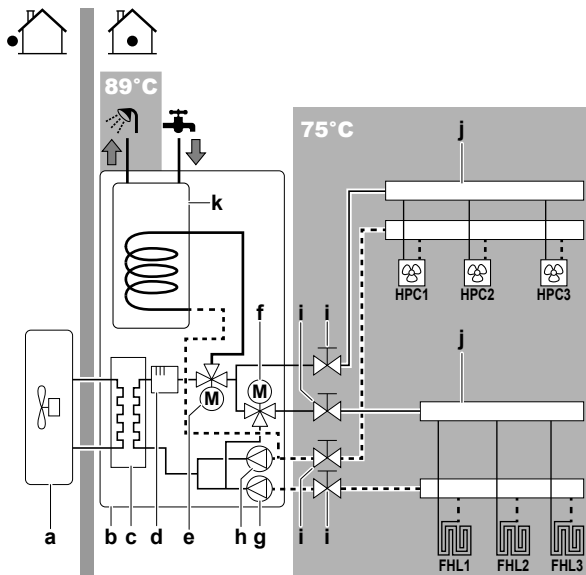 89°C
75°C
j
k
HPC1 HPC2 HPC3
f i i
M
M
j
FHL1 FHL2 FHL3
a b c d e h g i i